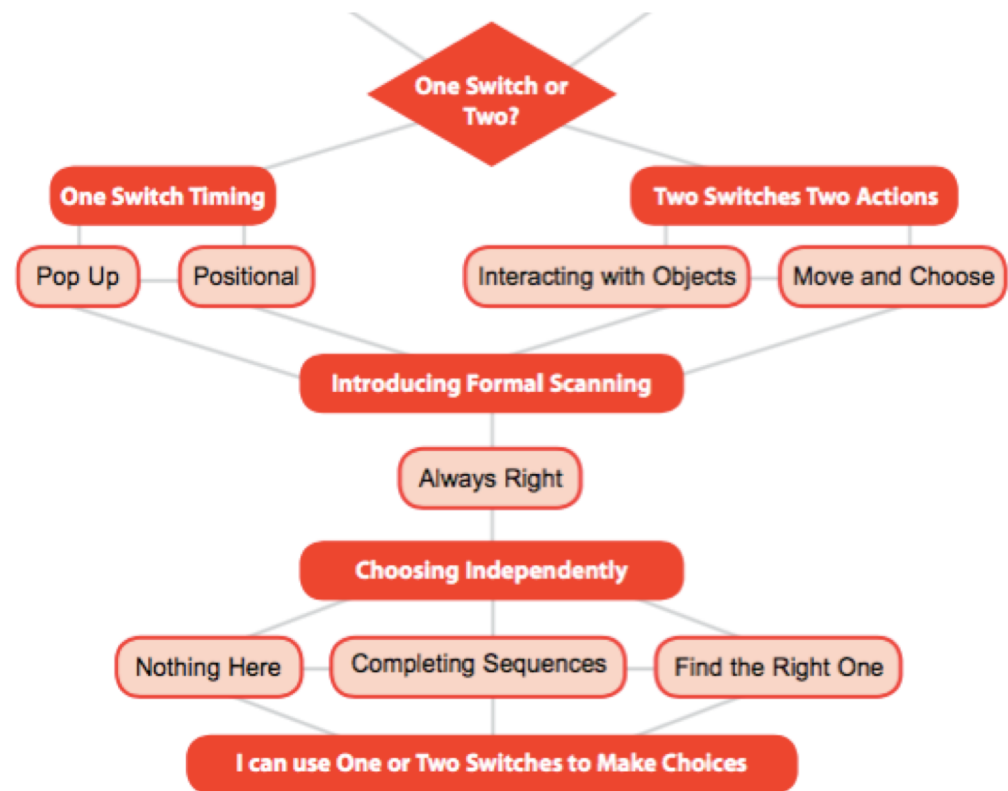 One Switch or
Two?
One Switch Timing
Two Switches Two Actions
Pop Up
Positional
Interacting with Objects
Move and Choose
Introducing Formal Scanning
Always Right
Choosing Independently
Nothing Here
Completing Sequences
Find the Right One
I can use One or Two Switches to Make Choices